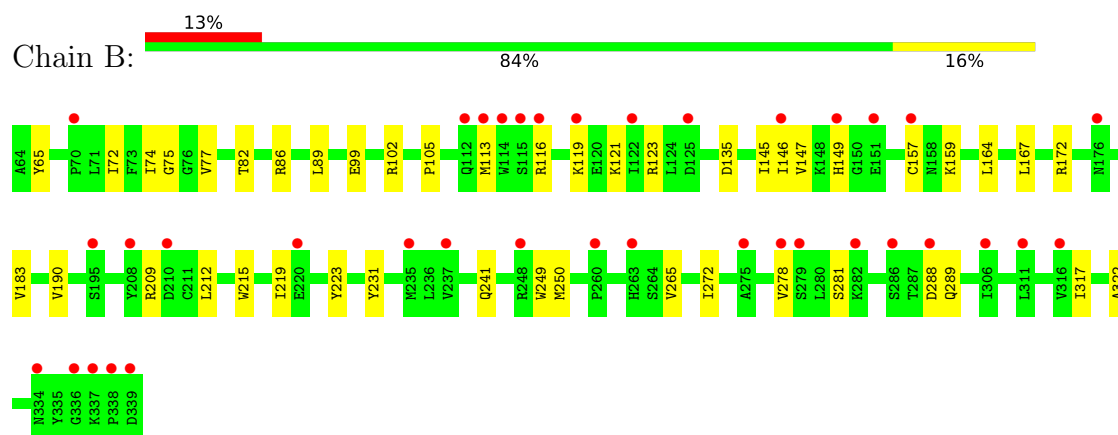 13%
Chain B:
84% 16%
A64 Y65 P70 L71 I72 F73 I74 G75 G76 V77 T82 R86 L89 E99 R102 P105 Q112 M113 W114 S115 R116 K119 E120 K121 I122 R123 L124 D125 D135 I145 I146 V147 K148 H149 G150 E151 C157 N158 K159 L164 L167 R172 N176
V183 V190 S195 Y208 R209 D210 C211 L212 W215 I219 E220 Y223 Y231 M235 L236 V237 Q241 R248 W249 M250 P260 H263 S264 V265 I272 A275 V278 S279 L280 S281 K282 S286 T287 D288 Q289 I306 L311 V316 I317
N334 Y335 G336 K337 P338 D339